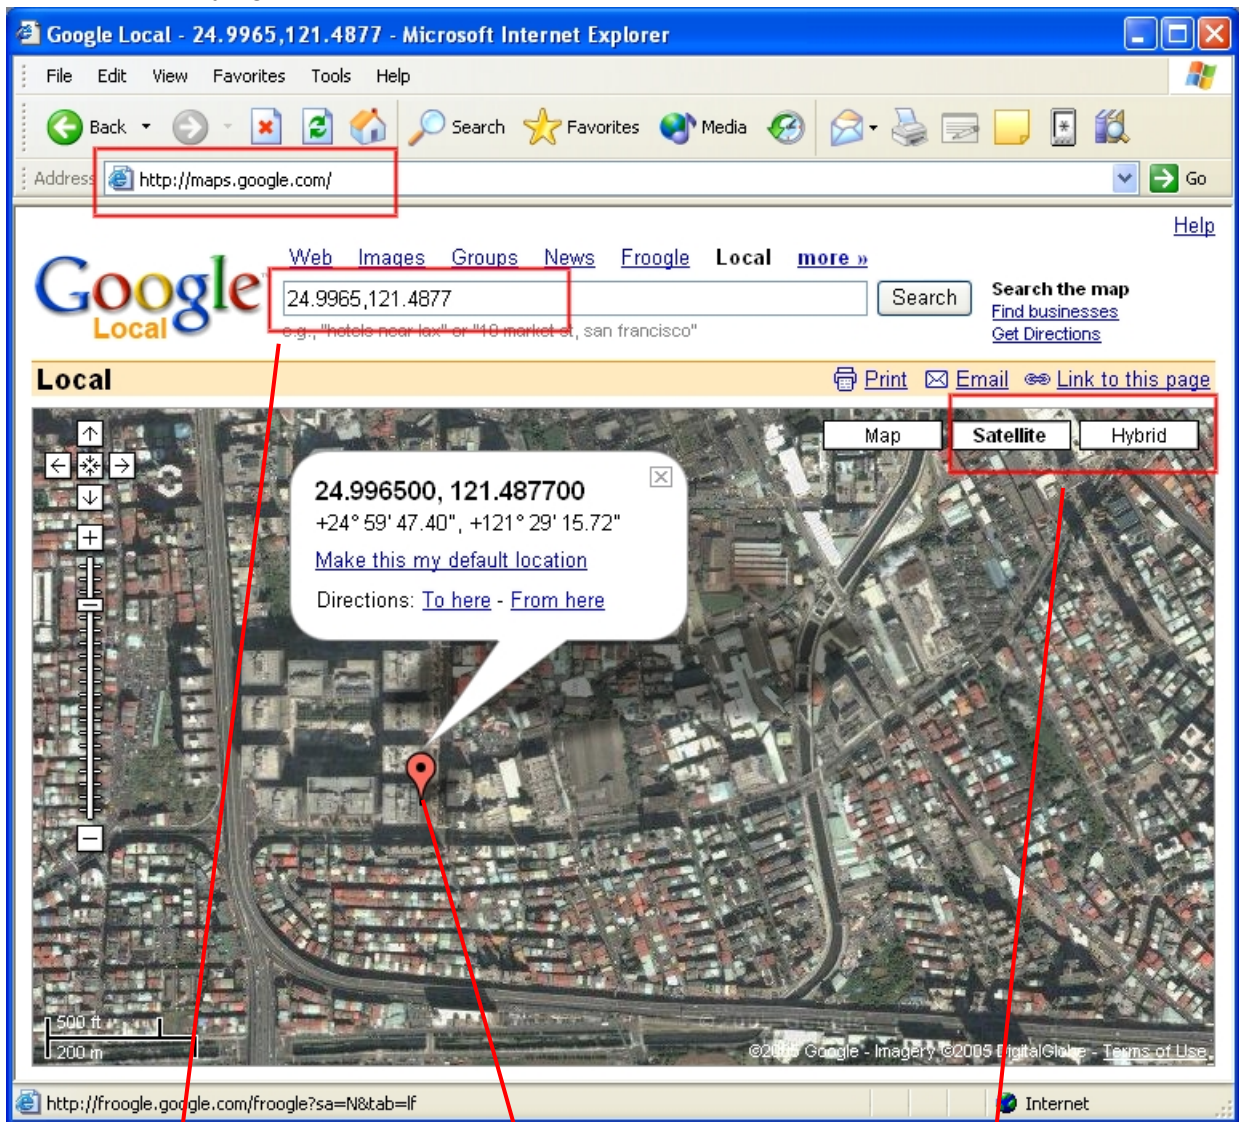 Google Local - 24.9965,121.4877 - Microsoft Internet Explorer
File Edit View Favorites Tools Help
Back Search Favorites Media
Address http://maps.google.com/ Go
Help
Web Images Groups News Froogle Local more »
Google Local
24.9965,121.4877 Search
e.g., "hotels near lax" or "10 market st, san francisco"
Search the map
Find businesses
Get Directions
Local Print Email Link to this page
Map Satellite Hybrid
24.996500, 121.487700
+24° 59' 47.40", +121° 29' 15.72"
Make this my default location
Directions: To here - From here
500 ft
200 m
©2005 Google - Imagery ©2005 DigitalGlobe - Terms of Use
http://froogle.google.com/froogle?sa=N&tab=lf Internet